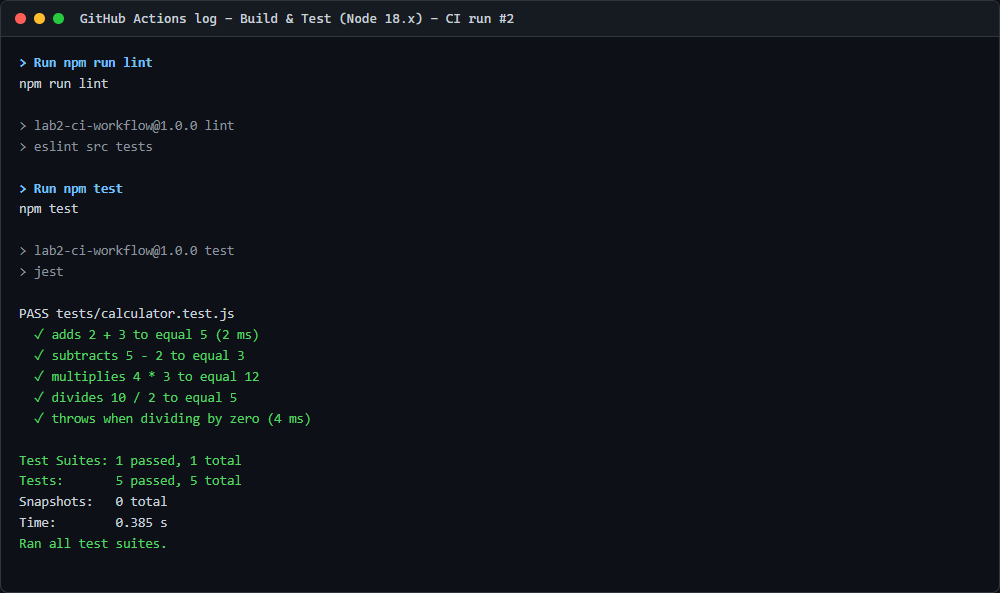 GitHub Actions log – Build & Test (Node 18.x) – CI run #2
> Run npm run lint
npm run lint
> lab2-ci-workflow@1.0.0 lint
> eslint src tests
> Run npm test
npm test
> lab2-ci-workflow@1.0.0 test
> jest
PASS tests/calculator.test.js
✓ adds 2 + 3 to equal 5 (2 ms)
✓ subtracts 5 - 2 to equal 3
✓ multiplies 4 * 3 to equal 12
✓ divides 10 / 2 to equal 5
✓ throws when dividing by zero (4 ms)
Test Suites: 1 passed, 1 total
Tests:       5 passed, 5 total
Snapshots:   0 total
Time:        0.385 s
Ran all test suites.